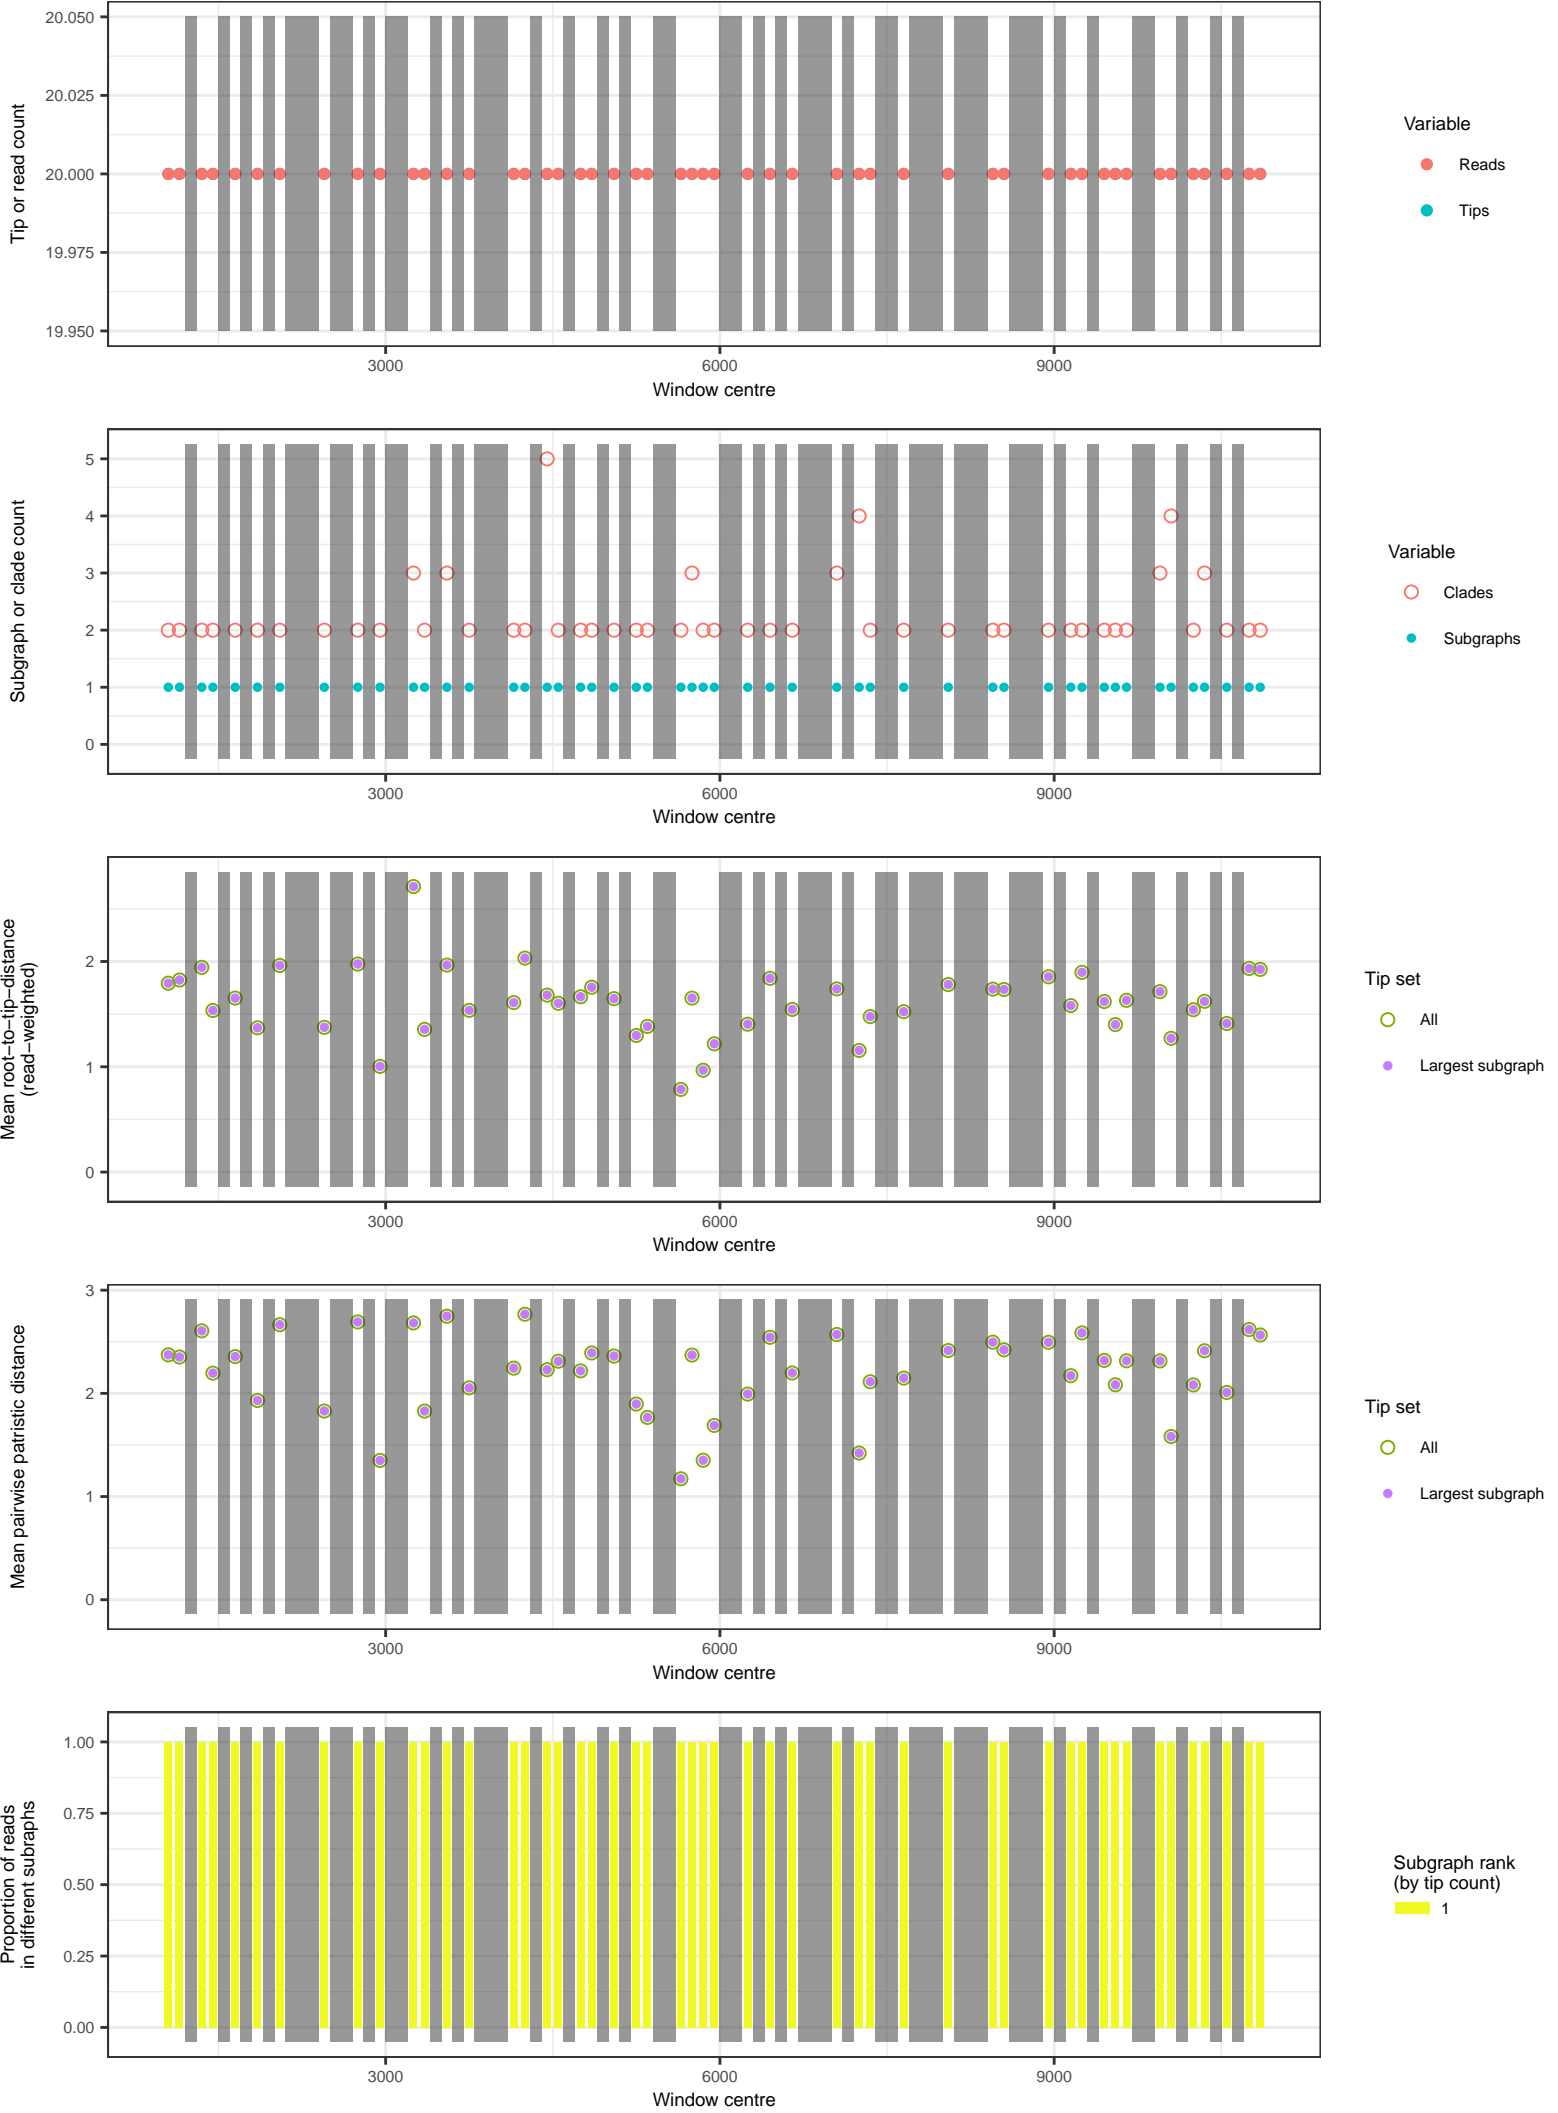 20.050
20.025
20.000
19.975
19.950
Tip or read count
3000 6000 9000
Window centre
Variable
Reads
Tips
5
4
3
2
1
0
Subgraph or clade count
3000 6000 9000
Window centre
Variable
Clades
Subgraphs
2
1
0
Mean root−to−tip−distance
(read−weighted)
3000 6000 9000
Window centre
Tip set
All
Largest subgraph
3
2
1
0
Mean pairwise patristic distance
3000 6000 9000
Window centre
Tip set
All
Largest subgraph
1.00
0.75
0.50
0.25
0.00
Proportion of reads
in different subraphs
3000 6000 9000
Window centre
Subgraph rank
(by tip count)
1